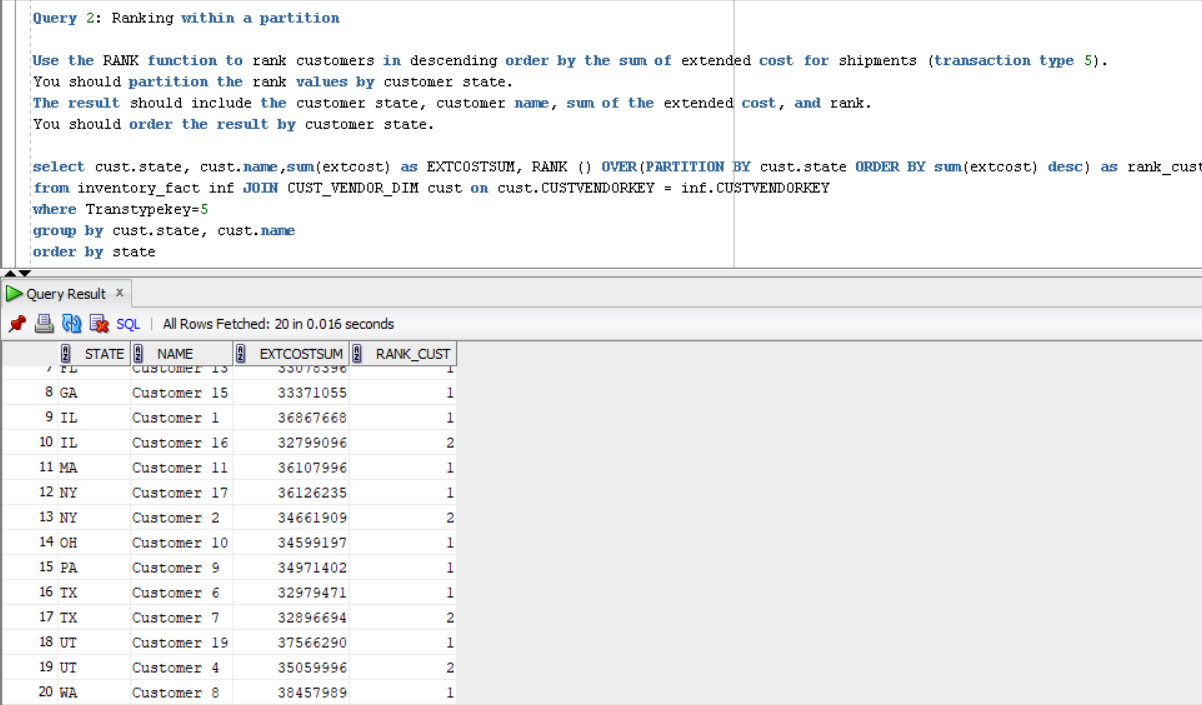 Query 2: Ranking within a partition
Use the RANK function to rank customers in descending order by the sum of extended cost for shipments (transaction type 5).
You should partition the rank values by customer state.
The result should include the customer state, customer name, sum of the extended cost, and rank.
You should order the result by customer state.
select cust.state, cust.name,sum(extcost) as EXTCOSTSUM, RANK () OVER(PARTITION BY cust.state ORDER BY sum(extcost) desc) as rank_cust
from inventory_fact inf JOIN CUST_VENDOR_DIM cust on cust.CUSTVENDORKEY = inf.CUSTVENDORKEY
where Transtypekey=5
group by cust.state, cust.name
order by state
Query Result x
SQL | All Rows Fetched: 20 in 0.016 seconds
STATE NAME EXTCOSTSUM RANK_CUST
7 FL Customer 13 33078396 1
8 GA Customer 15 33371055 1
9 IL Customer 1 36867668 1
10 IL Customer 16 32799096 2
11 MA Customer 11 36107996 1
12 NY Customer 17 36126235 1
13 NY Customer 2 34661909 2
14 OH Customer 10 34599197 1
15 PA Customer 9 34971402 1
16 TX Customer 6 32979471 1
17 TX Customer 7 32896694 2
18 UT Customer 19 37566290 1
19 UT Customer 4 35059996 2
20 WA Customer 8 38457989 1